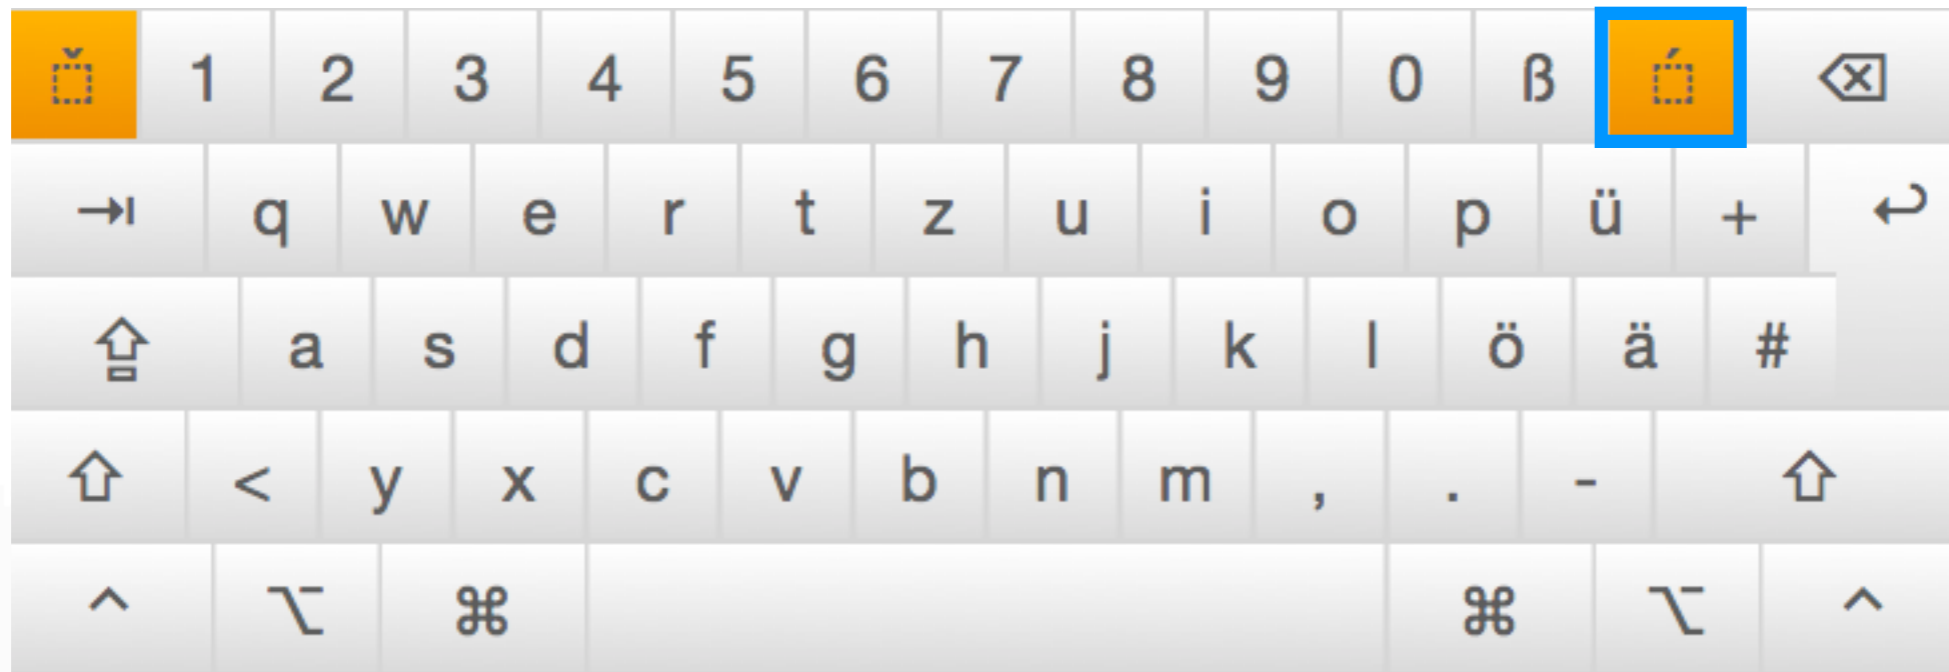 ˇ 1 2 3 4 5 6 7 8 9 0 ß ´ ⌫
⇥ q w e r t z u i o p ü + ↩
⇪ a s d f g h j k l ö ä #
⇧ < y x c v b n m , . - ⇧
^ ⌥ ⌘ ⌘ ⌥ ^